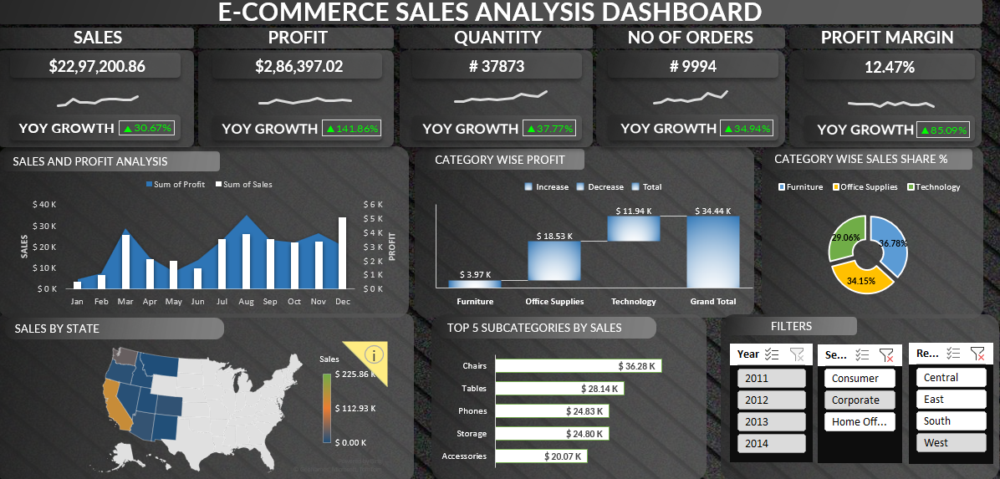 E-COMMERCE SALES ANALYSIS DASHBOARD
SALES
$22,97,200.86
YOY GROWTH ▲30.67%
PROFIT
$2,86,397.02
YOY GROWTH ▲141.86%
QUANTITY
# 37873
YOY GROWTH ▲37.77%
NO OF ORDERS
# 9994
YOY GROWTH ▲34.94%
PROFIT MARGIN
12.47%
YOY GROWTH ▲85.09%
SALES AND PROFIT ANALYSIS
Sum of Profit Sum of Sales
SALES
$ 40 K
$ 30 K
$ 20 K
$ 10 K
$ 0 K
$ 6 K
$ 5 K
$ 4 K
$ 3 K
$ 2 K
$ 1 K
$ 0 K
PROFIT
Jan Feb Mar Apr May Jun Jul Aug Sep Oct Nov Dec
CATEGORY WISE PROFIT
Increase Decrease Total
$ 3.97 K
$ 18.53 K
$ 11.94 K
$ 34.44 K
Furniture Office Supplies Technology Grand Total
CATEGORY WISE SALES SHARE %
Furniture Office Supplies Technology
29.06%
36.78%
34.15%
SALES BY STATE
Sales
$ 225.86 K
$ 112.93 K
$ 0.00 K
TOP 5 SUBCATEGORIES BY SALES
Chairs $ 36.28 K
Tables $ 28.14 K
Phones $ 24.83 K
Storage $ 24.80 K
Accessories $ 20.07 K
FILTERS
Year
2011
2012
2013
2014
Se...
Consumer
Corporate
Home Off...
Re...
Central
East
South
West